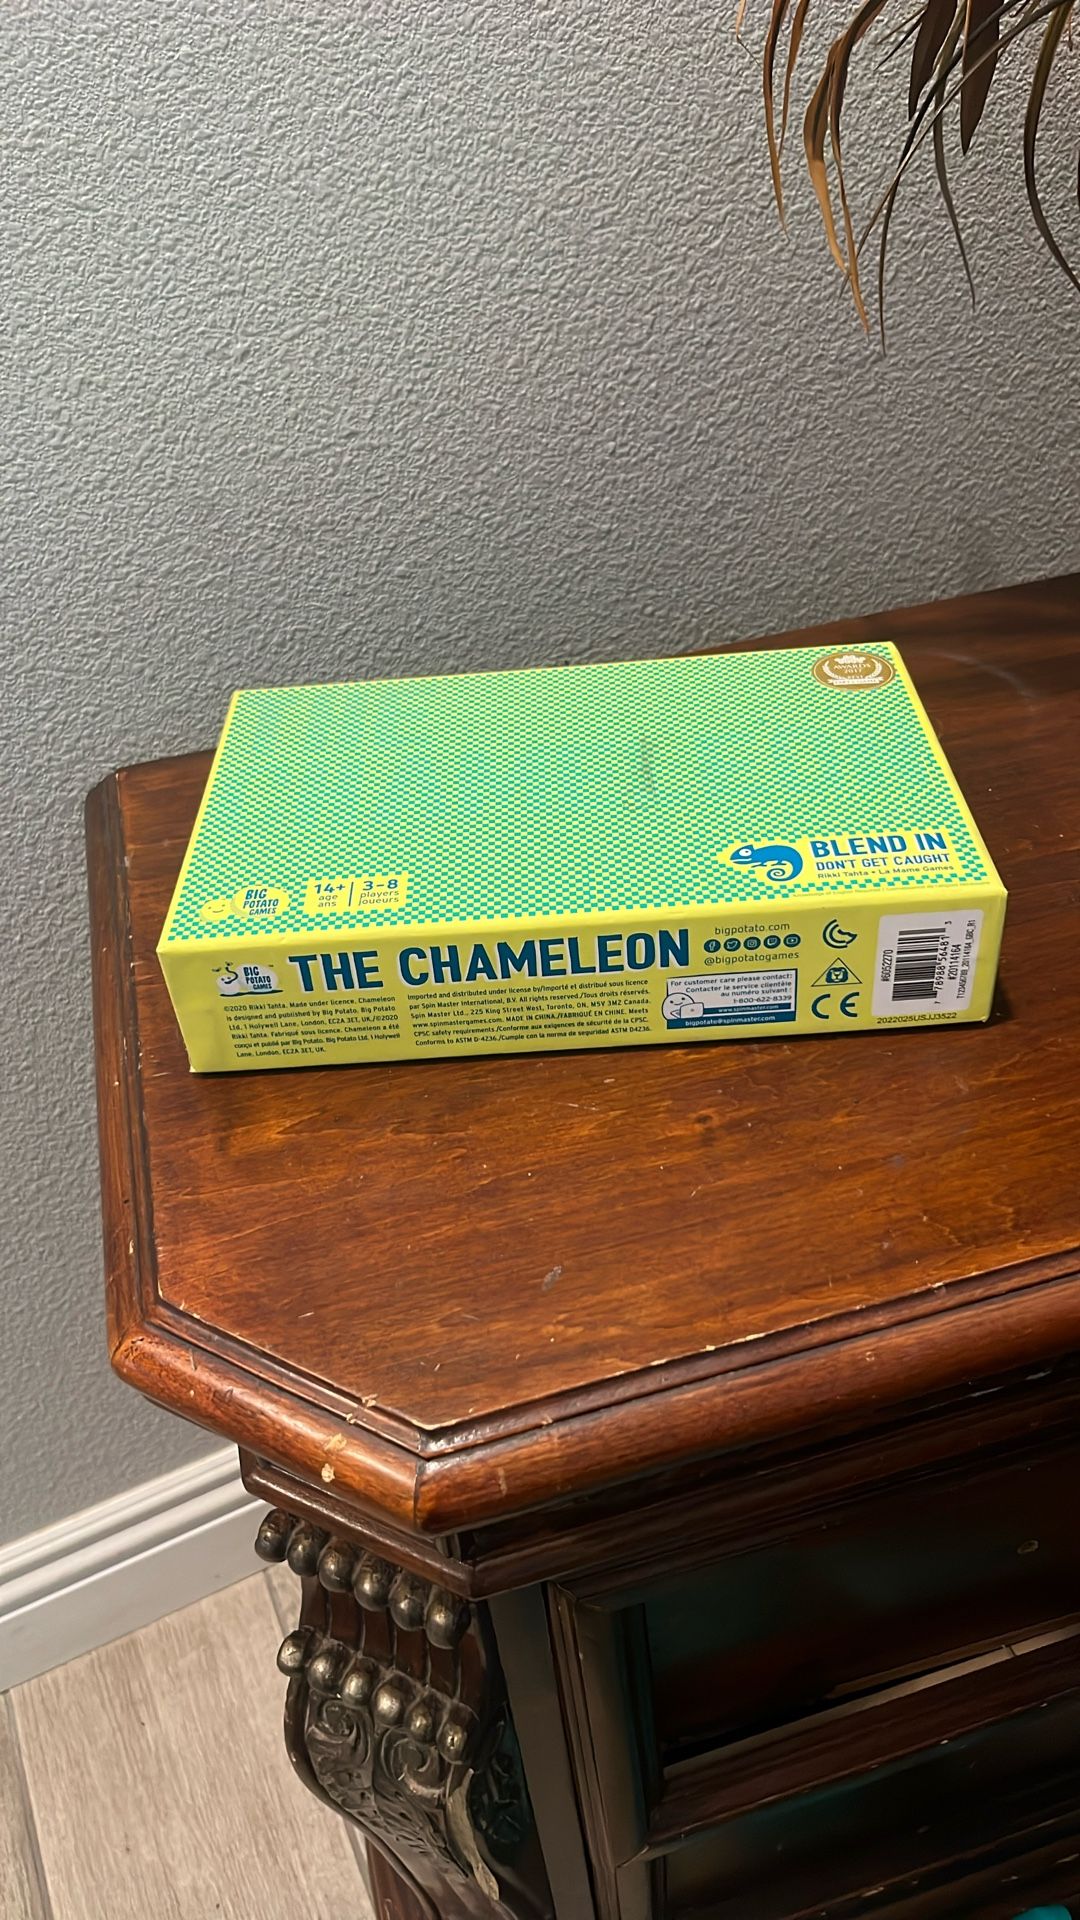 AWARDS
2017
BLEND IN
DON'T GET CAUGHT
Rikki Tahta • La Mame Games
BIG
POTATO
GAMES
14+
age
ans
3-8
players
joueurs
BIG
POTATO
GAMES
THE CHAMELEON
©2020 Rikki Tahta. Made under licence. Chameleon
is designed and published by Big Potato. Big Potato
Ltd. 1 Holywell Lane, London, EC2A 3ET, UK./©2020
Rikki Tahta. Fabriqué sous licence. Chameleon a été
conçu et publié par Big Potato. Big Potato Ltd. 1 Holywell
Lane, London, EC2A 3ET, UK.
Imported and distributed under license by/Importé et distribué sous licence
par Spin Master International, B.V. All rights reserved./Tous droits réservés.
Spin Master Ltd., 225 King Street West, Toronto, ON, M5V 3M2 Canada.
www.spinmastergames.com. MADE IN CHINA./FABRIQUÉ EN CHINE. Meets
CPSC safety requirements./Conforme aux exigences de sécurité de la CPSC.
Conforms to ASTM D-4236./Cumple con la norma de seguridad ASTM D4236.
bigpotato.com
@bigpotatogames
For customer care please contact:
Contacter le service clientèle
au numéro suivant :
1-800-622-8339
www.spinmaster.com
bigpotato@spinmaster.com
CE
#6052270
7 78988 56481 3
20114164
2022025USJJ3522